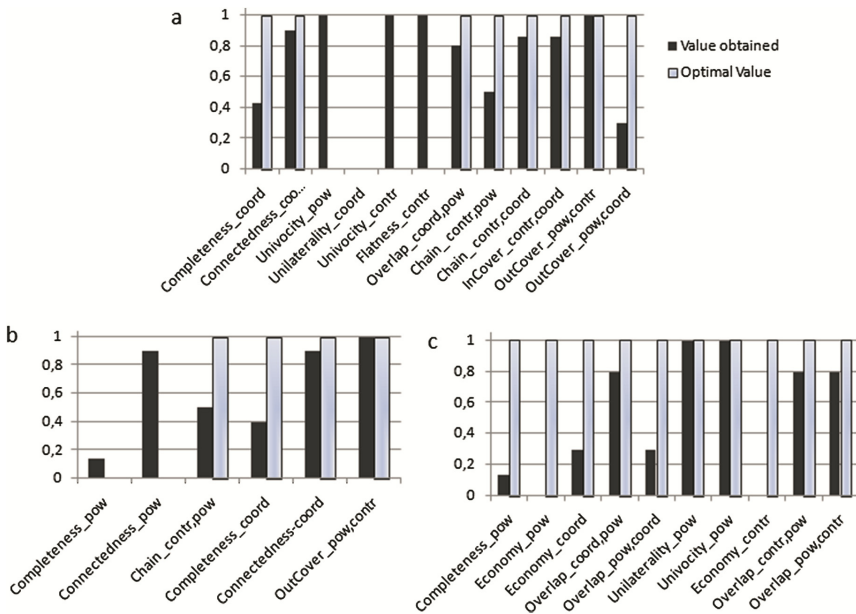 a
1
0,8
0,6
0,4
0,2
0
Completeness_coord
Connectedness_coo...
Univocity_pow
Unilaterality_coord
Univocity_contr
Flatness_contr
Overlap_coord,pow
Chain_contr,pow
Chain_contr,coord
InCover_contr,coord
OutCover_pow,contr
OutCover_pow,coord
Value obtained
Optimal Value
b
1
0,8
0,6
0,4
0,2
0
Completeness_pow
Connectedness_pow
Chain_contr,pow
Completeness_coord
Connectedness-coord
OutCover_pow,contr
c
1
0,8
0,6
0,4
0,2
0
Completeness_pow
Economy_pow
Economy_coord
Overlap_coord,pow
Overlap_pow,coord
Unilaterality_pow
Univocity_pow
Economy_contr
Overlap_contr,pow
Overlap_pow,contr